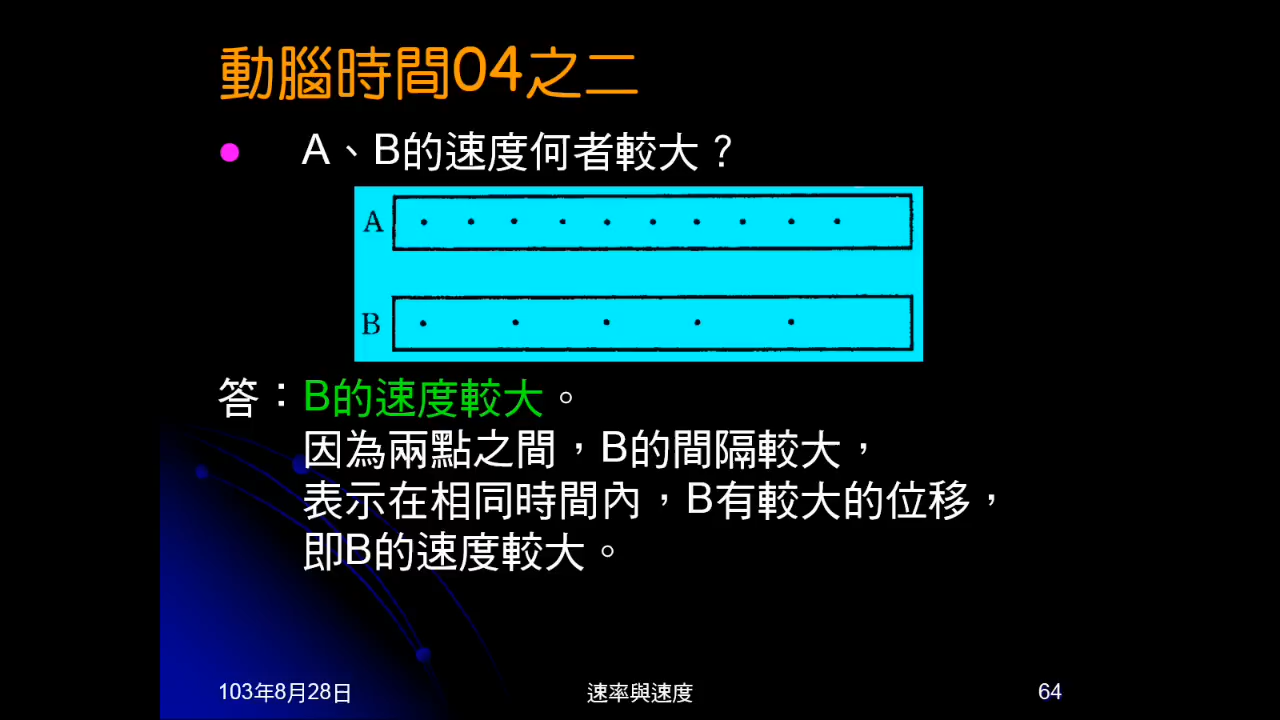 動腦時間04之二
● A、B的速度何者較大？
A
B
答：B的速度較大。
因為兩點之間，B的間隔較大，
表示在相同時間內，B有較大的位移，
即B的速度較大。
103年8月28日 速率與速度 64